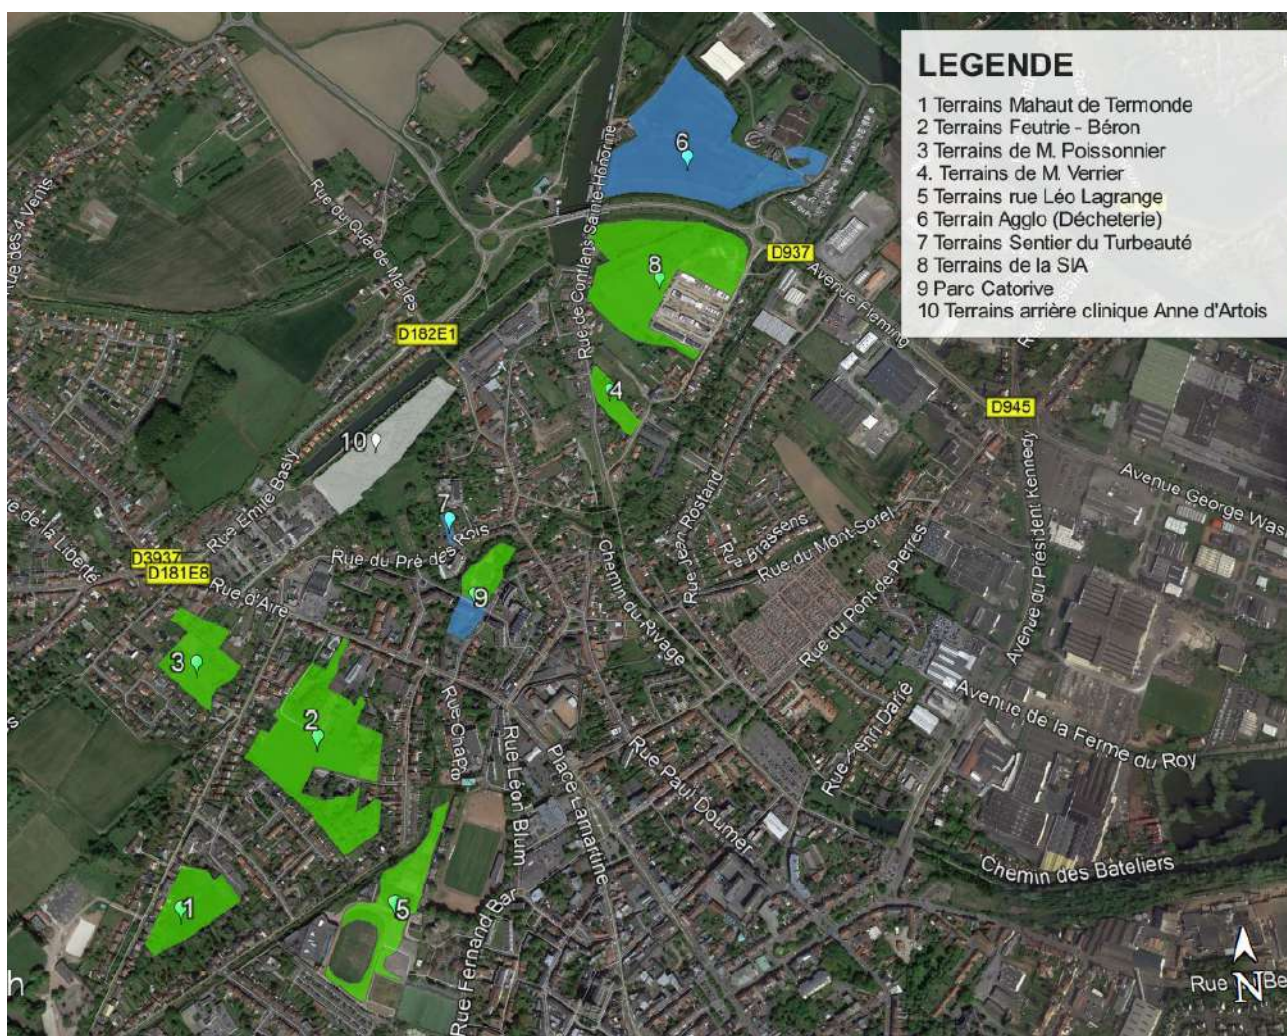 LEGENDE
1 Terrains Mahaut de Termonde
2 Terrains Feutrie - Béron
3 Terrains de M. Poissonnier
4. Terrains de M. Verrier
5 Terrains rue Léo Lagrange
6 Terrain Agglo (Décheterie)
7 Terrains Sentier du Turbeauté
8 Terrains de la SIA
9 Parc Catorive
10 Terrains arrière clinique Anne d'Artois
Rue des 4 Vents
Rue du Quai de Marles
Rue de Conflans Sainte-Honorine
6
D937
8
Avenue Fleming
D182E1
4
D945
10
Rue Emile Basly
7
Rue Jean Rostand
Avenue du Président Kennedy
Avenue George Was
e de la Liberté
Rue du Pré des Rois
Rue Brassens
Rue du Mont-Sorel
D3937
D181E8
Rue d'Aire
9
Chemin du Rivage
Rue du Pont de Pierres
3
2
Rue Chapo
Rue Léon Blum
Place Lamartine
Rue Paul Doumer
Rue Henri Darié
Avenue de la Ferme du Roy
Chemin des Bateliers
1
5
Rue Fernand Bar
h
N
Rue
Be